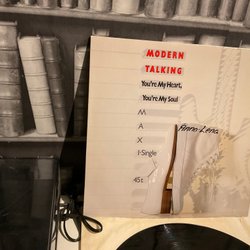 MODERN
TALKING
You're My Heart,
You're My Soul
M
A
X
I-Single
45
Anna-Lena